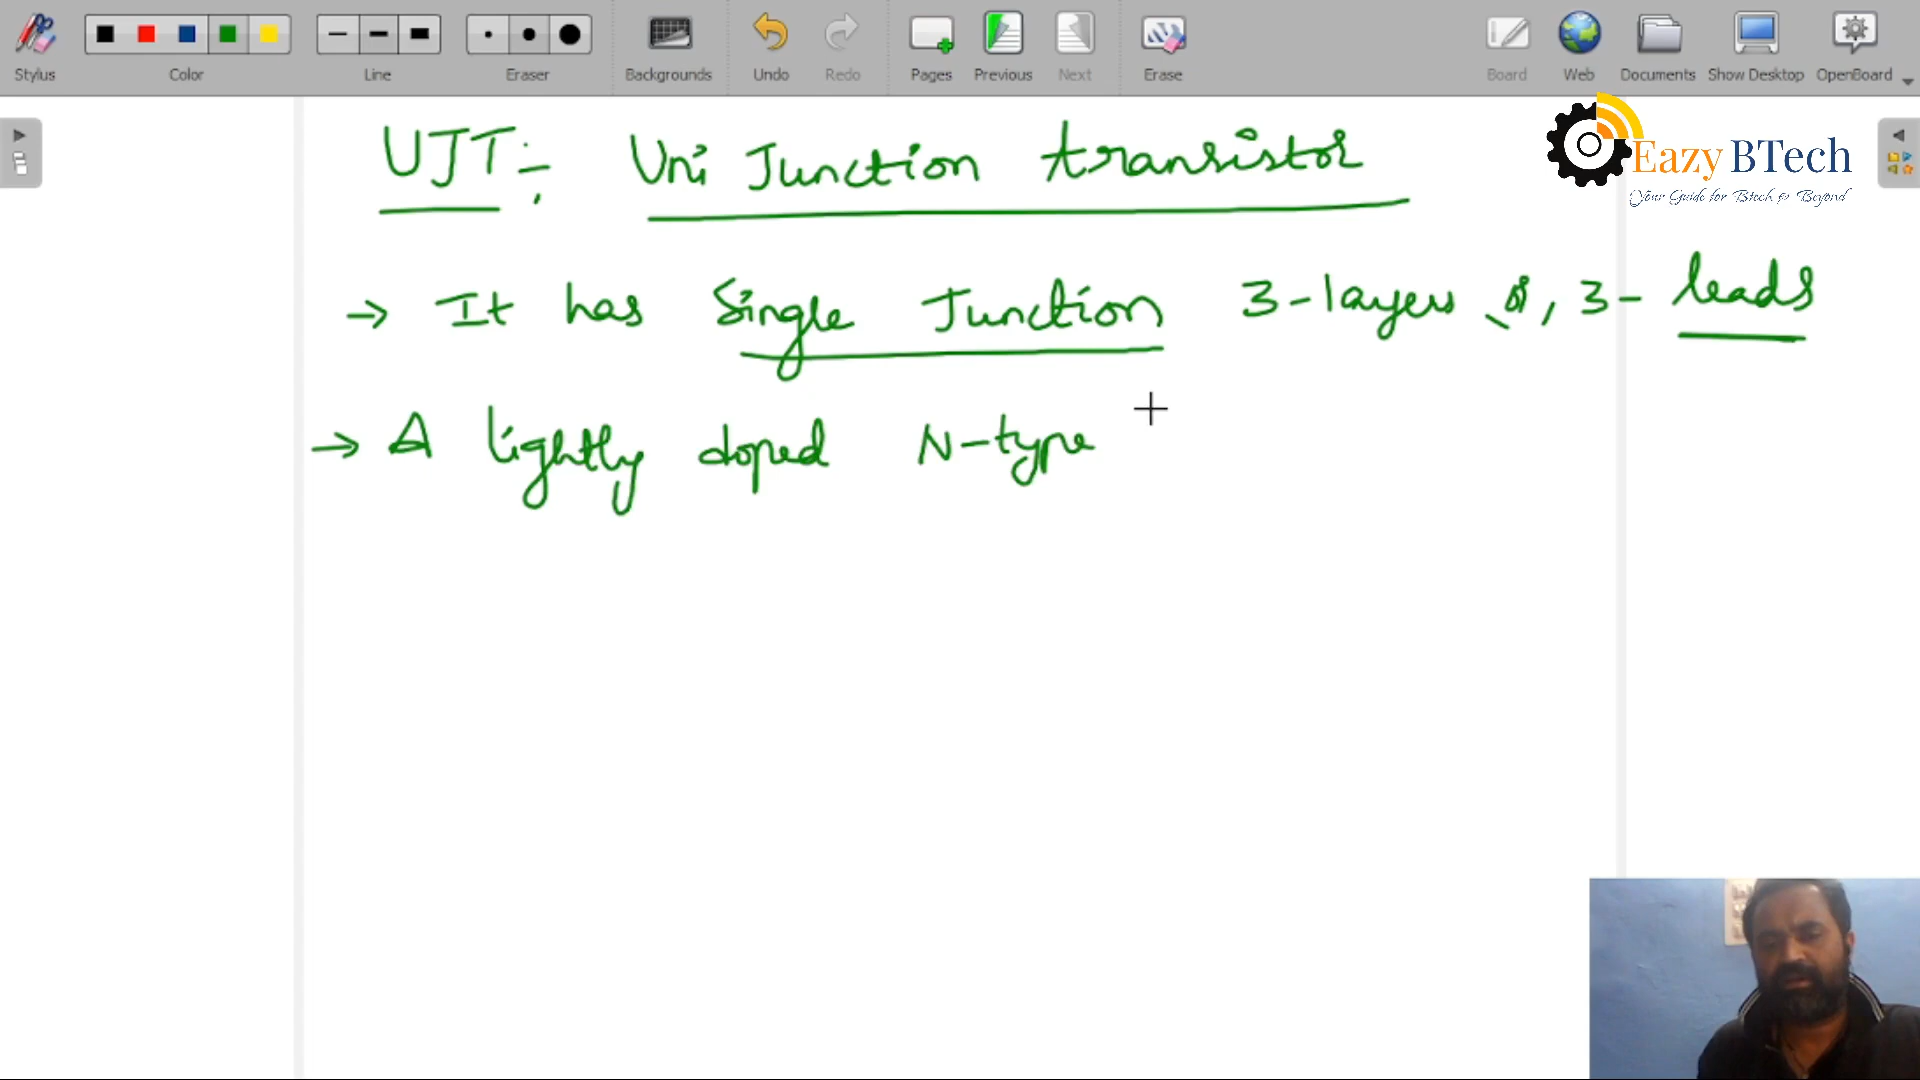 Stylus Color Line Eraser Backgrounds Undo Redo Pages Previous Next Erase Board Web Documents Show Desktop OpenBoard
Eazy BTech
Your Guide for Btech & Beyond
UJT:- Uni Junction transistor
→ It has Single Junction 3-layers &, 3- leads
→ A lightly doped N-type